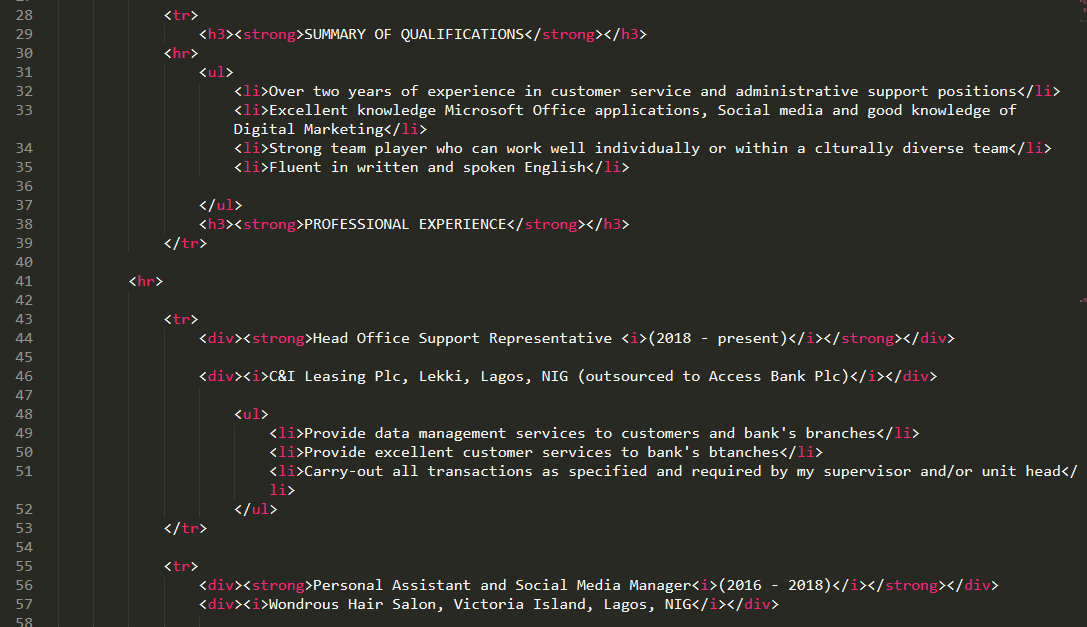 28 <tr>
29 <h3><strong>SUMMARY OF QUALIFICATIONS</strong></h3>
30 <hr>
31 <ul>
32 <li>Over two years of experience in customer service and administrative support positions</li>
33 <li>Excellent knowledge Microsoft Office applications, Social media and good knowledge of
Digital Marketing</li>
34 <li>Strong team player who can work well individually or within a clturally diverse team</li>
35 <li>Fluent in written and spoken English</li>
36
37 </ul>
38 <h3><strong>PROFESSIONAL EXPERIENCE</strong></h3>
39 </tr>
40
41 <hr>
42
43 <tr>
44 <div><strong>Head Office Support Representative <i>(2018 - present)</i></strong></div>
45
46 <div><i>C&I Leasing Plc, Lekki, Lagos, NIG (outsourced to Access Bank Plc)</i></div>
47
48 <ul>
49 <li>Provide data management services to customers and bank's branches</li>
50 <li>Provide excellent customer services to bank's btanches</li>
51 <li>Carry-out all transactions as specified and required by my supervisor and/or unit head</
li>
52 </ul>
53 </tr>
54
55 <tr>
56 <div><strong>Personal Assistant and Social Media Manager<i>(2016 - 2018)</i></strong></div>
57 <div><i>Wondrous Hair Salon, Victoria Island, Lagos, NIG</i></div>
58